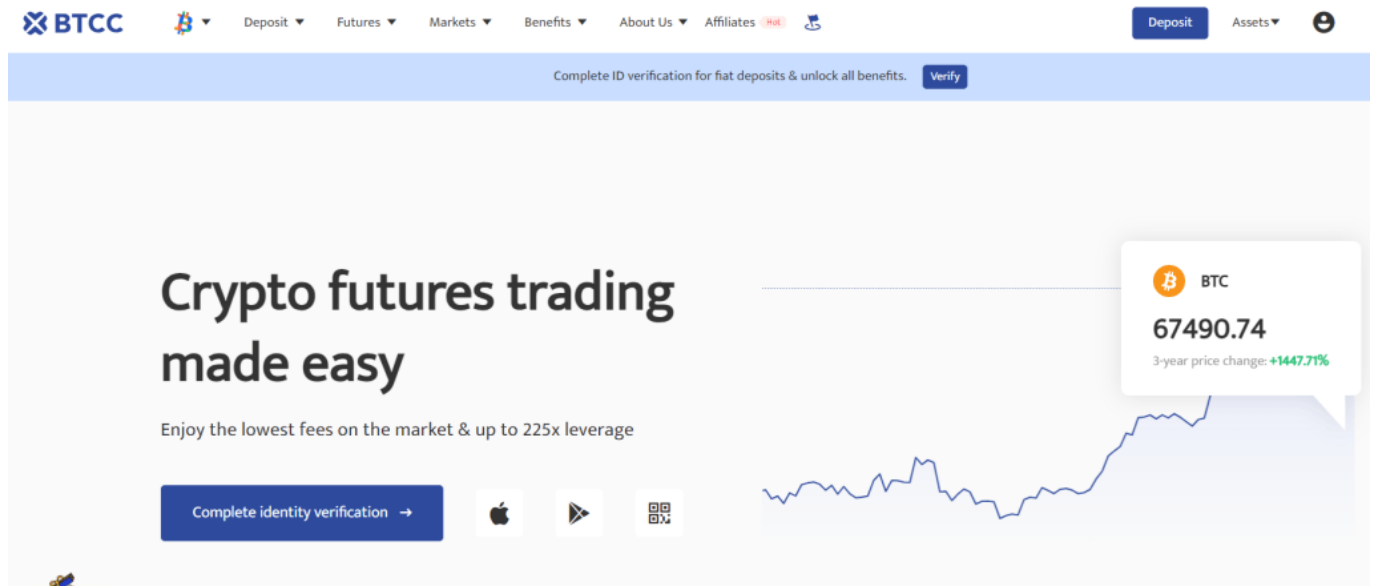 BTCC
Deposit
Futures
Markets
Benefits
About Us
Affiliates
Hot
Deposit
Assets
Complete ID verification for fiat deposits & unlock all benefits.
Verify
Crypto futures trading
made easy
Enjoy the lowest fees on the market & up to 225x leverage
Complete identity verification →
BTC
67490.74
3-year price change: +1447.71%